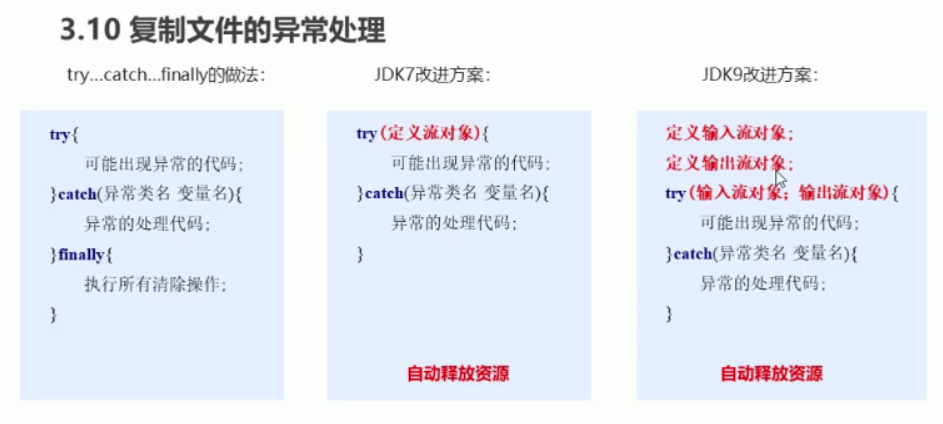 3.10 复制文件的异常处理
try...catch...finally的做法：
try{
可能出现异常的代码;
}catch(异常类名 变量名){
异常的处理代码;
}finally{
执行所有清除操作;
}
JDK7改进方案：
try(定义流对象){
可能出现异常的代码;
}catch(异常类名 变量名){
异常的处理代码;
}
自动释放资源
JDK9改进方案：
定义输入流对象;
定义输出流对象;
try(输入流对象; 输出流对象){
可能出现异常的代码;
}catch(异常类名 变量名){
异常的处理代码;
}
自动释放资源